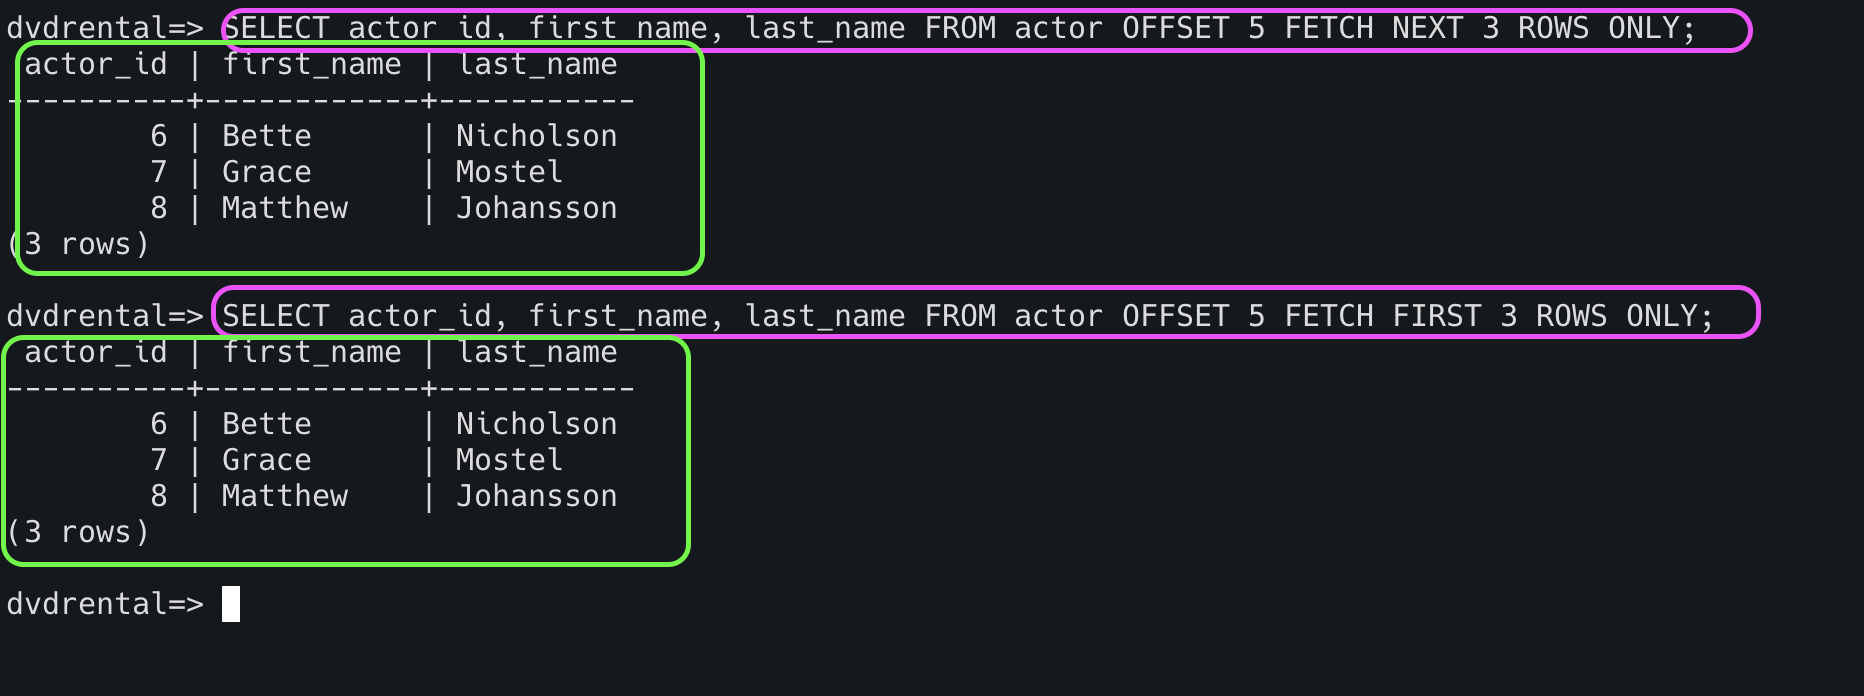 dvdrental=> SELECT actor_id, first_name, last_name FROM actor OFFSET 5 FETCH NEXT 3 ROWS ONLY;
 actor_id | first_name | last_name
----------+------------+-----------
        6 | Bette      | Nicholson
        7 | Grace      | Mostel
        8 | Matthew    | Johansson
(3 rows)
dvdrental=> SELECT actor_id, first_name, last_name FROM actor OFFSET 5 FETCH FIRST 3 ROWS ONLY;
 actor_id | first_name | last_name
----------+------------+-----------
        6 | Bette      | Nicholson
        7 | Grace      | Mostel
        8 | Matthew    | Johansson
(3 rows)
dvdrental=>